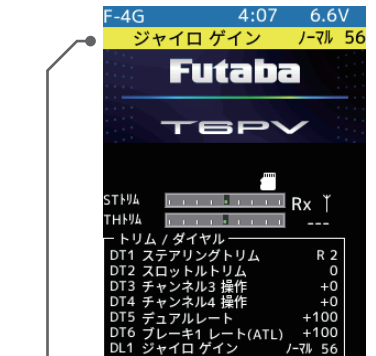 F-4G 4:07 6.6V
ジャイロ ゲイン ﾉｰﾏﾙ 56
Futaba
T6PV
STﾄﾘﾑ
Rx
THﾄﾘﾑ ---
トリム / ダイヤル
DT1 ステアリングトリム R 2
DT2 スロットルトリム 0
DT3 チャンネル3 操作 +0
DT4 チャンネル4 操作 +0
DT5 デュアルレート +100
DT6 ブレーキ1 レート(ATL) +100
DL1 ジャイロ ゲイン ﾉｰﾏﾙ 56